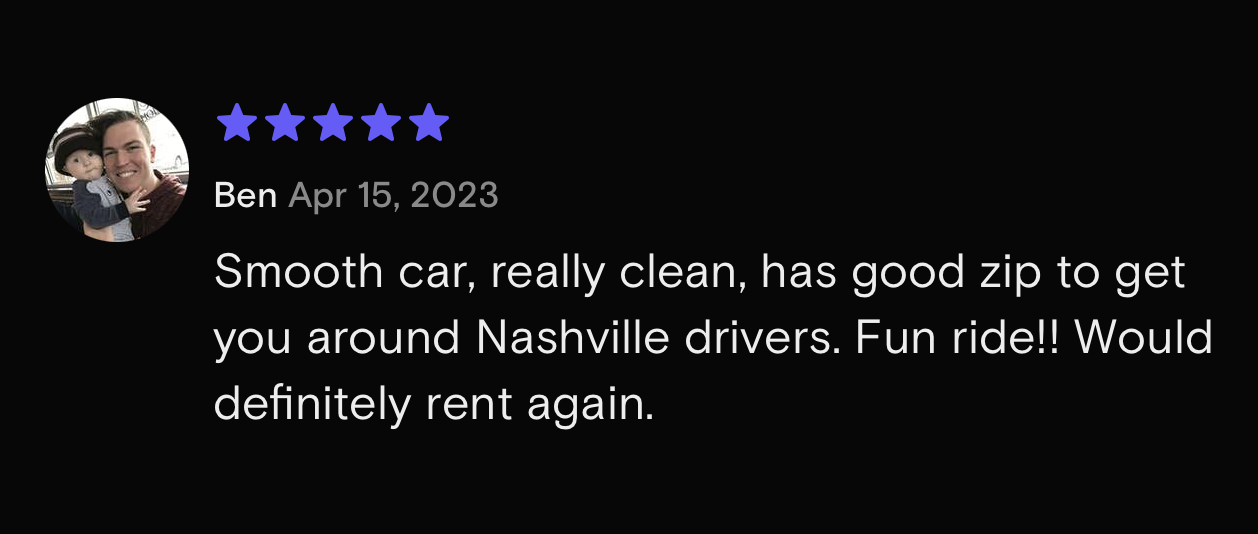 Ben Apr 15, 2023
Smooth car, really clean, has good zip to get
you around Nashville drivers. Fun ride!! Would
definitely rent again.